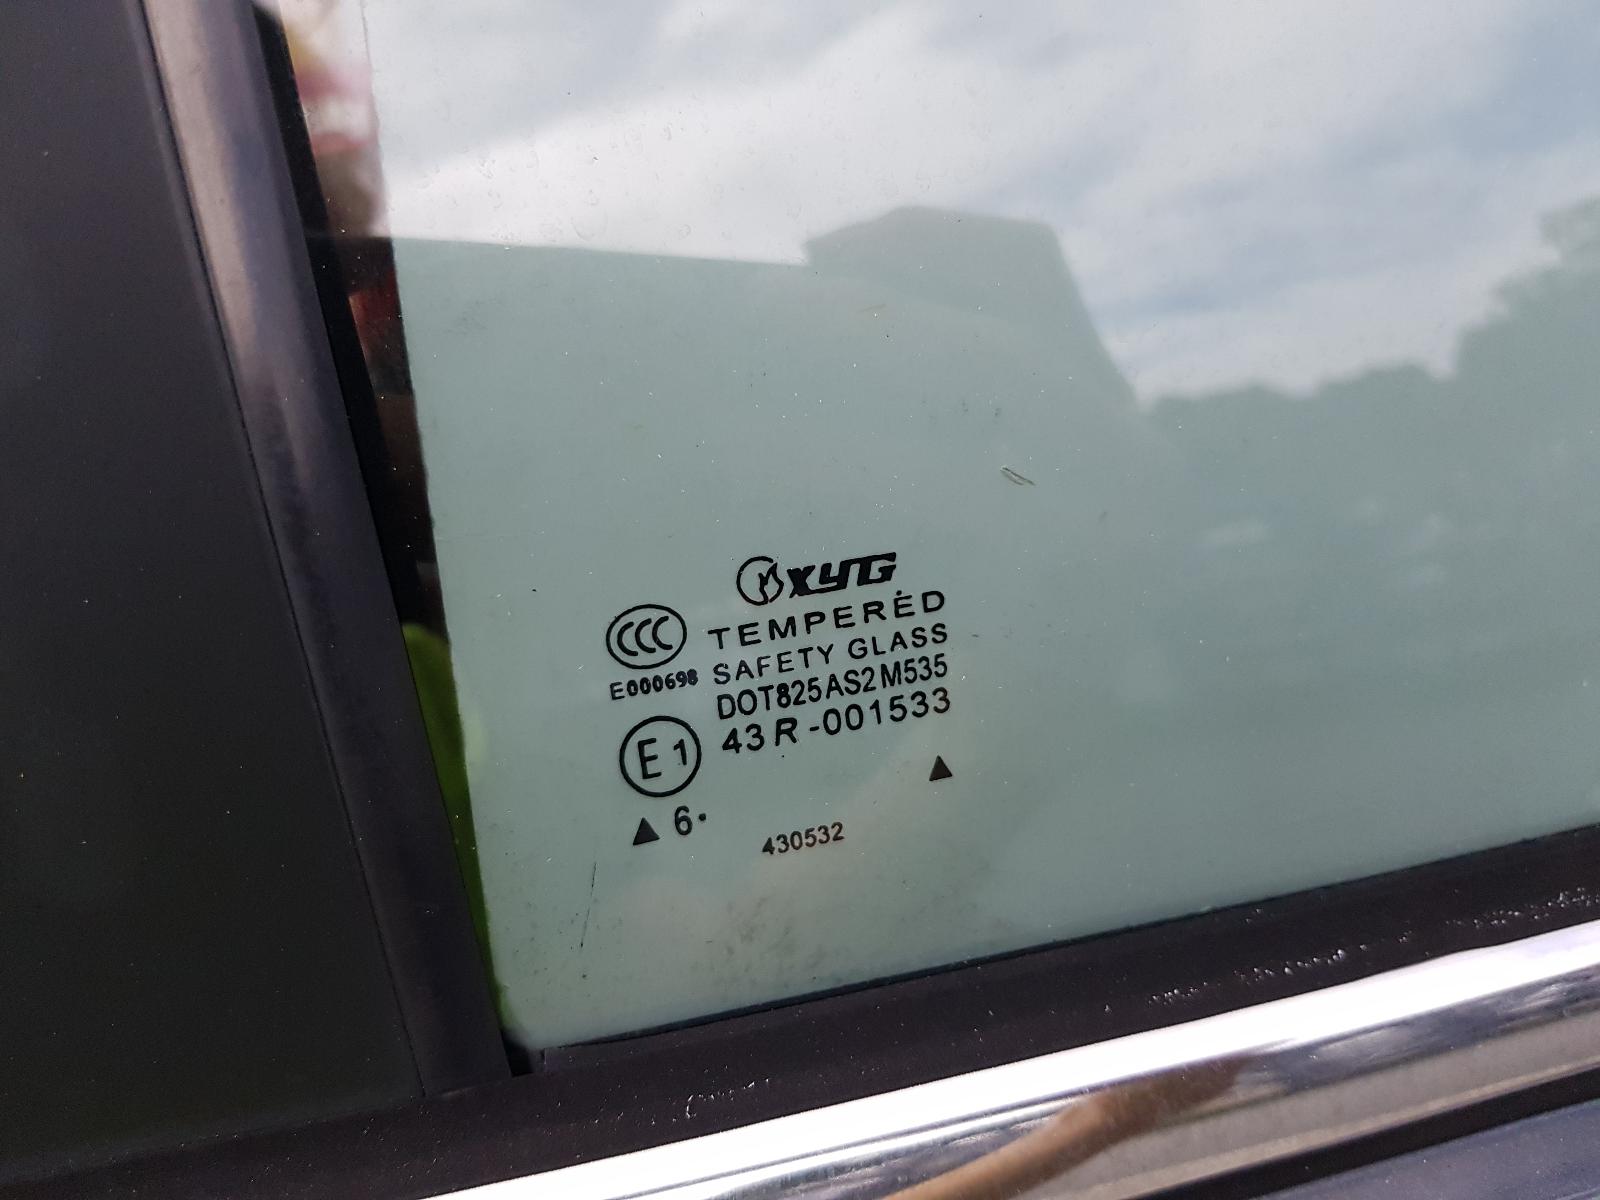 XYG
TEMPERED
SAFETY GLASS
CCC
E000698
DOT825AS2M535
43R-001533
E1
6.
430532